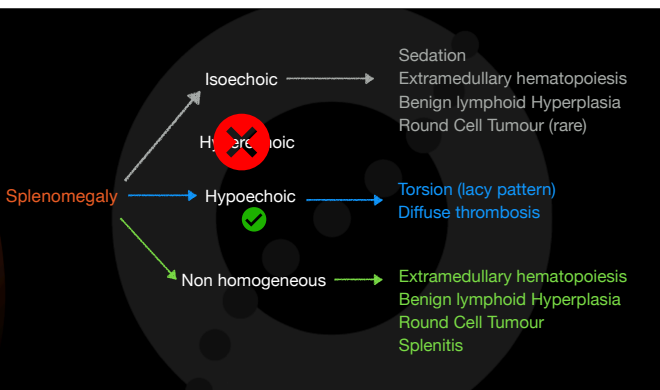 Sedation
Isoechoic
Extramedullary hematopoiesis
Benign lymphoid Hyperplasia
Round Cell Tumour (rare)
Splenomegaly
Hypoechoic
Torsion (lacy pattern)
Diffuse thrombosis
Non homogeneous
Extramedullary hematopoiesis
Benign lymphoid Hyperplasia
Round Cell Tumour
Splenitis